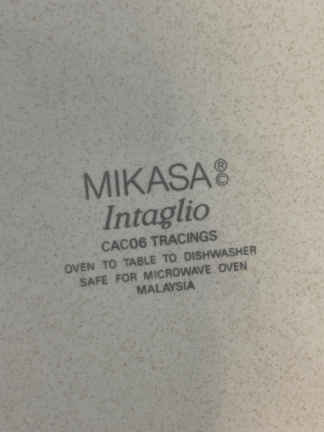 MIKASA®©
Intaglio
CAC06 TRACINGS
OVEN TO TABLE TO DISHWASHER
SAFE FOR MICROWAVE OVEN
MALAYSIA